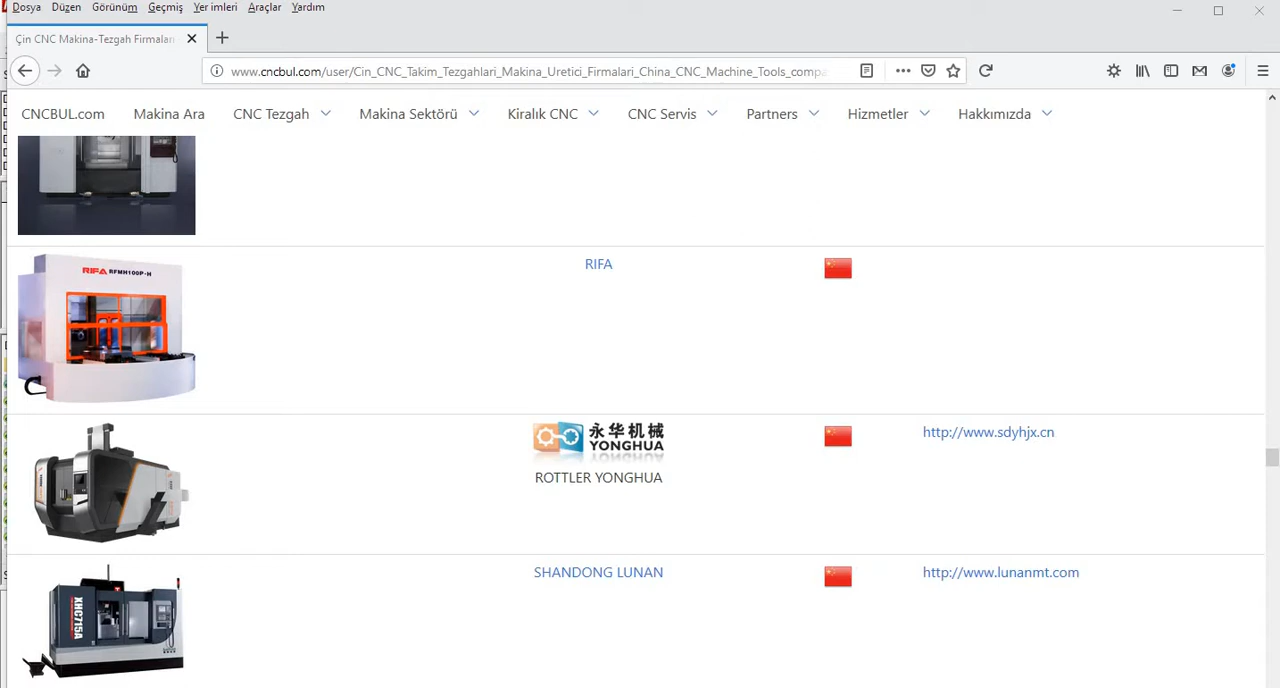 Dosya Düzen Görünüm Geçmiş Yer imleri Araçlar Yardım
Çin CNC Makina-Tezgah Firmaları
www.cncbul.com/user/Cin_CNC_Takim_Tezgahlari_Makina_Uretici_Firmalari_China_CNC_Machine_Tools_compa
CNCBUL.com Makina Ara CNC Tezgah Makina Sektörü Kiralık CNC CNC Servis Partners Hizmetler Hakkımızda
RIFA RFMH100P-H
RIFA
永华机械
YONGHUA
ROTTLER YONGHUA
http://www.sdyhjx.cn
XHC715A
SHANDONG LUNAN
http://www.lunanmt.com